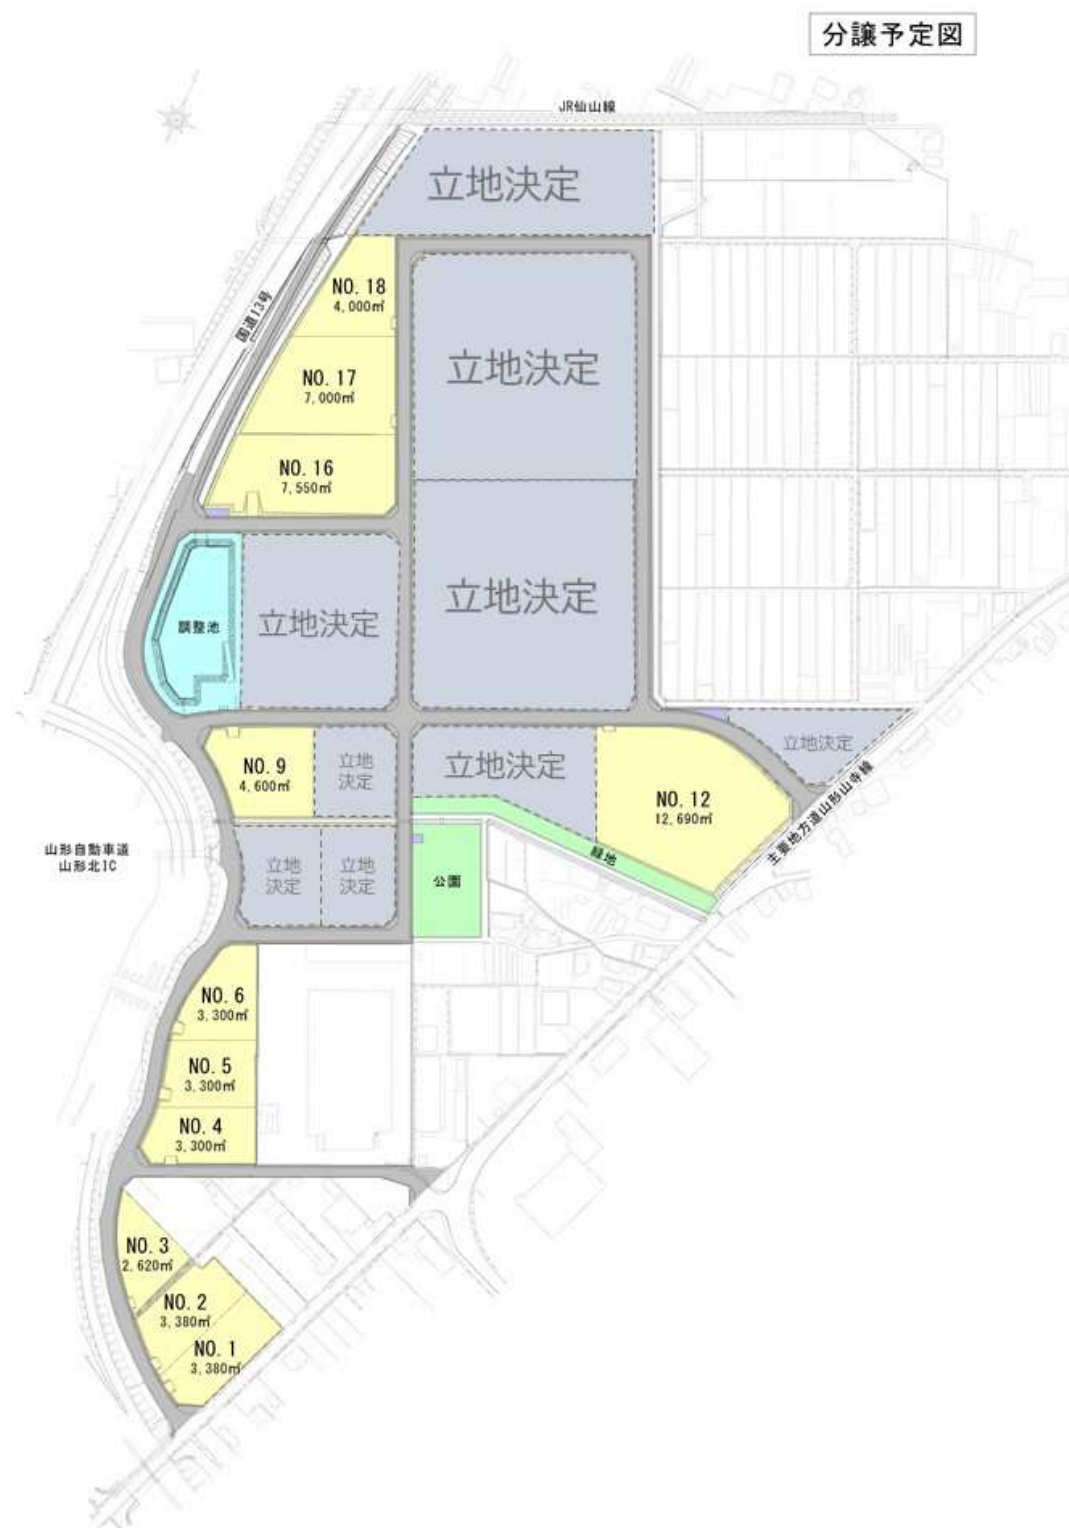 分譲予定図
JR仙山線
立地決定
国道13号
NO. 18
4,000㎡
立地決定
NO. 17
7,000㎡
NO. 16
7,550㎡
立地決定
立地決定
調整池
立地決定
立地決定
立地
決定
NO. 9
4,600㎡
NO. 12
12,690㎡
主要地方道山形山寺線
山形自動車道
山形北IC
緑地
立地
決定
立地
決定
公園
NO. 6
3,300㎡
NO. 5
3,300㎡
NO. 4
3,300㎡
NO. 3
2,620㎡
NO. 2
3,380㎡
NO. 1
3,380㎡